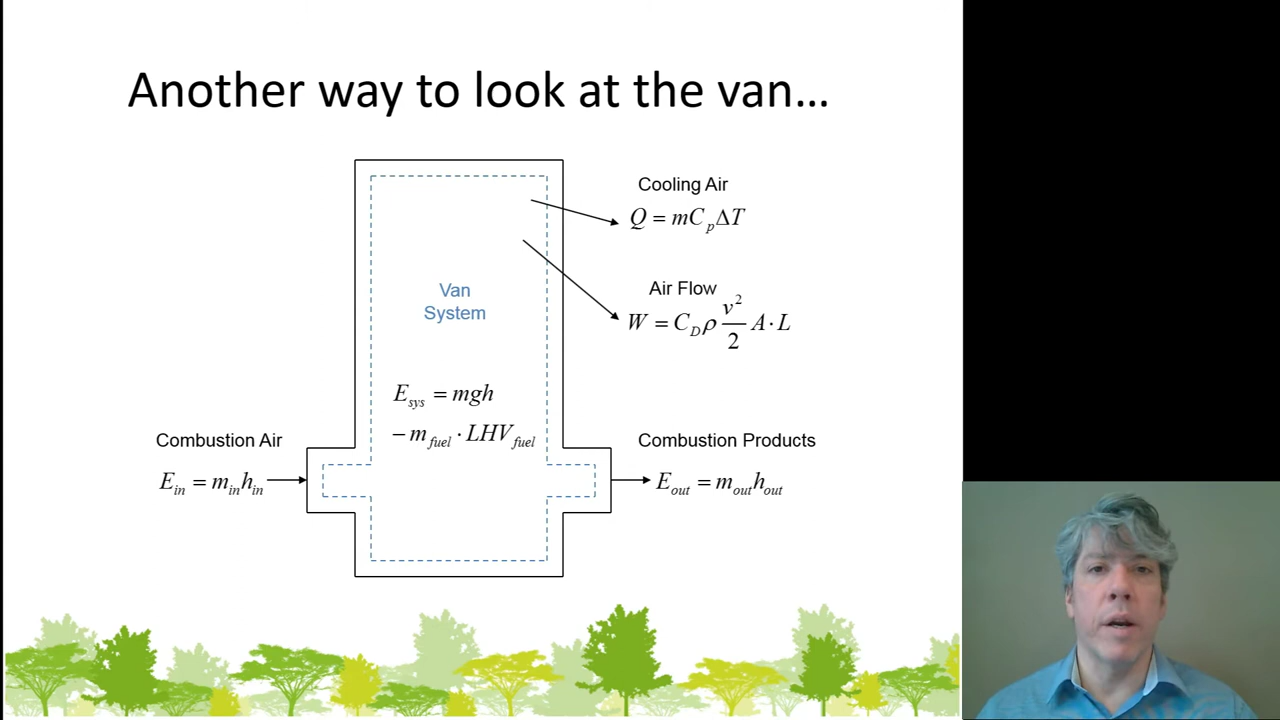 Another way to look at the van…
Cooling Air
Q = mC_pΔT
Air Flow
W = C_Dρ v²/2 A·L
Van
System
E_sys = mgh
− m_fuel · LHV_fuel
Combustion Air
E_in = m_in h_in
Combustion Products
E_out = m_out h_out